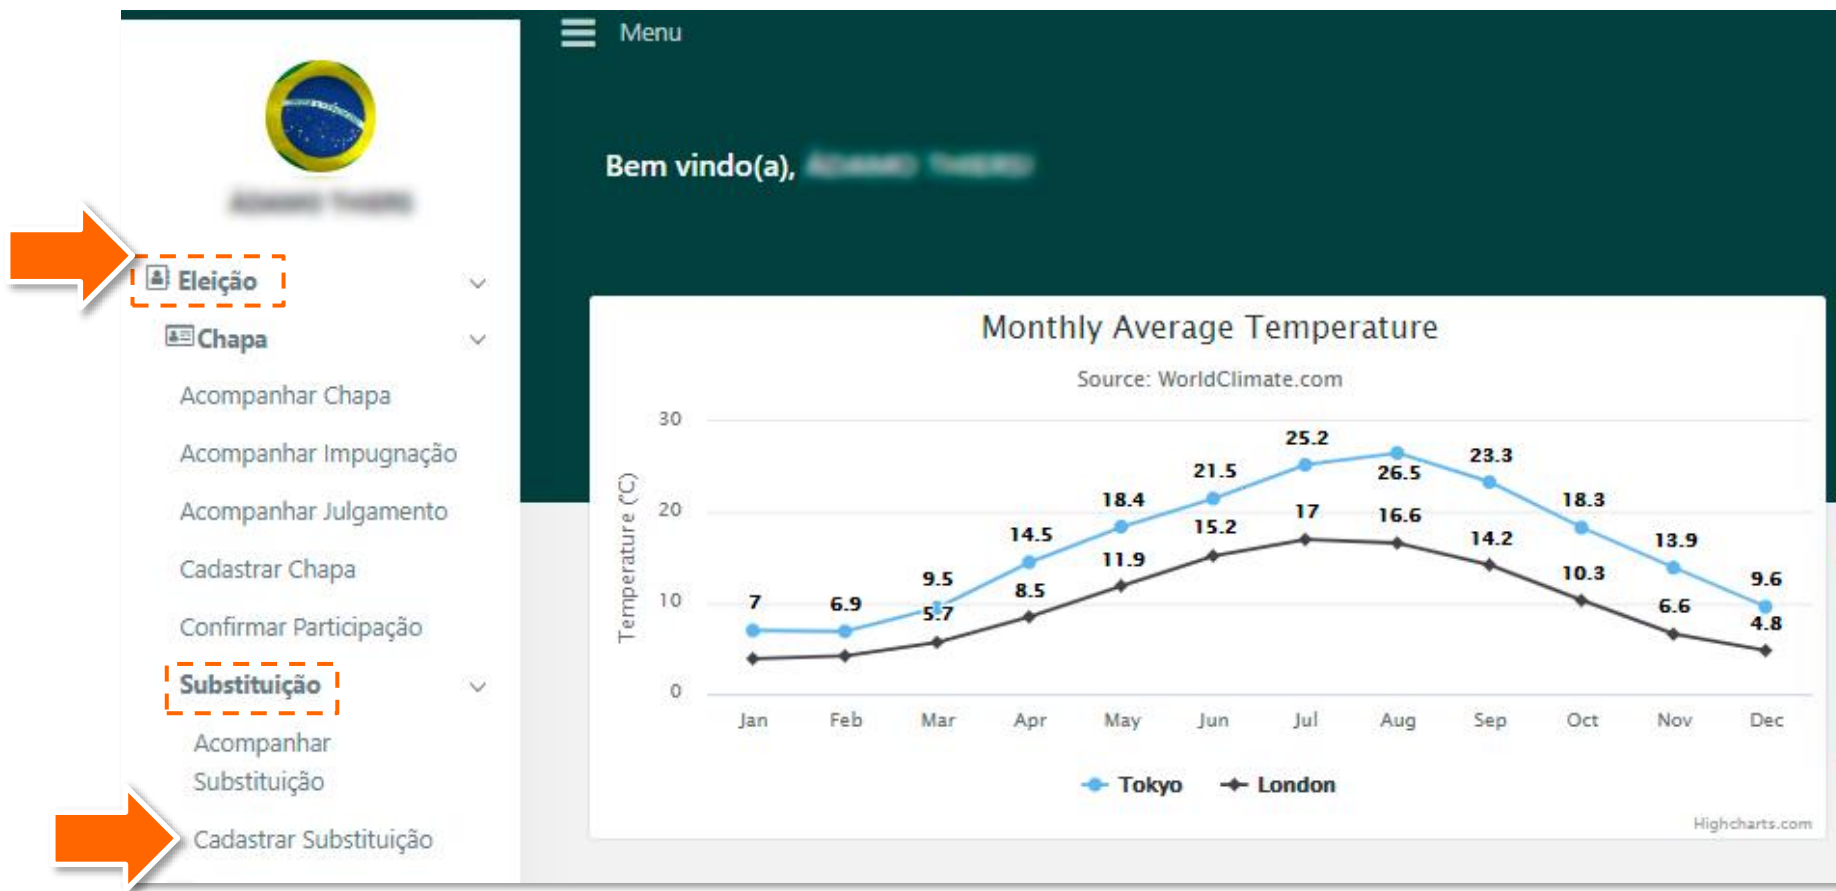 Menu
Bem vindo(a),
Eleição
Chapa
Acompanhar Chapa
Acompanhar Impugnação
Acompanhar Julgamento
Cadastrar Chapa
Confirmar Participação
Substituição
Acompanhar
Substituição
Cadastrar Substituição
Monthly Average Temperature
Source: WorldClimate.com
Temperature (°C)
30
20
10
0
7
6.9
9.5
14.5
18.4
21.5
25.2
26.5
23.3
18.3
13.9
9.6
5.7
8.5
11.9
15.2
17
16.6
14.2
10.3
6.6
4.8
Jan Feb Mar Apr May Jun Jul Aug Sep Oct Nov Dec
Tokyo London
Highcharts.com